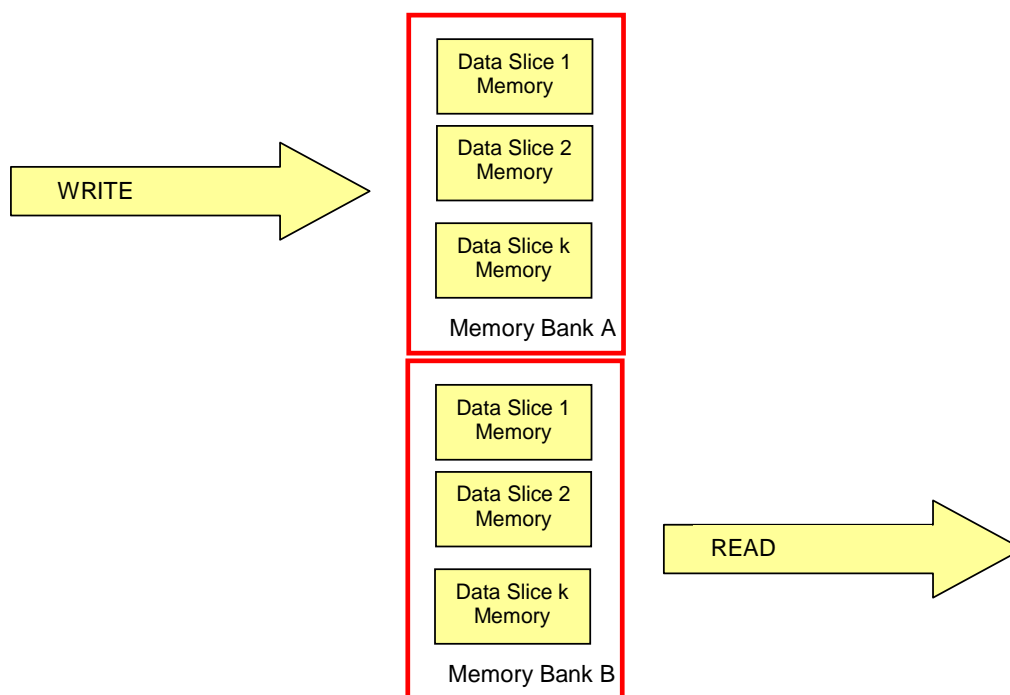 Data Slice 1
Memory
Data Slice 2
Memory
WRITE
Data Slice k
Memory
Memory Bank A
Data Slice 1
Memory
Data Slice 2
Memory
READ
Data Slice k
Memory
Memory Bank B